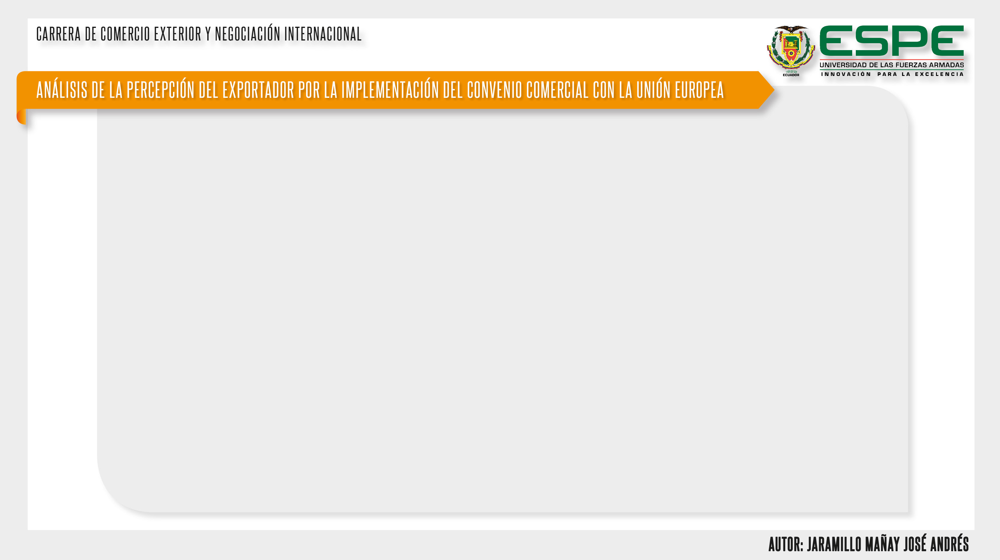 CARRERA DE COMERCIO EXTERIOR Y NEGOCIACIÓN INTERNACIONAL
ESPE
UNIVERSIDAD DE LAS FUERZAS ARMADAS
INNOVACIÓN PARA LA EXCELENCIA
1922
ECUADOR
ANÁLISIS DE LA PERCEPCIÓN DEL EXPORTADOR POR LA IMPLEMENTACIÓN DEL CONVENIO COMERCIAL CON LA UNIÓN EUROPEA
AUTOR: JARAMILLO MAÑAY JOSÉ ANDRÉS